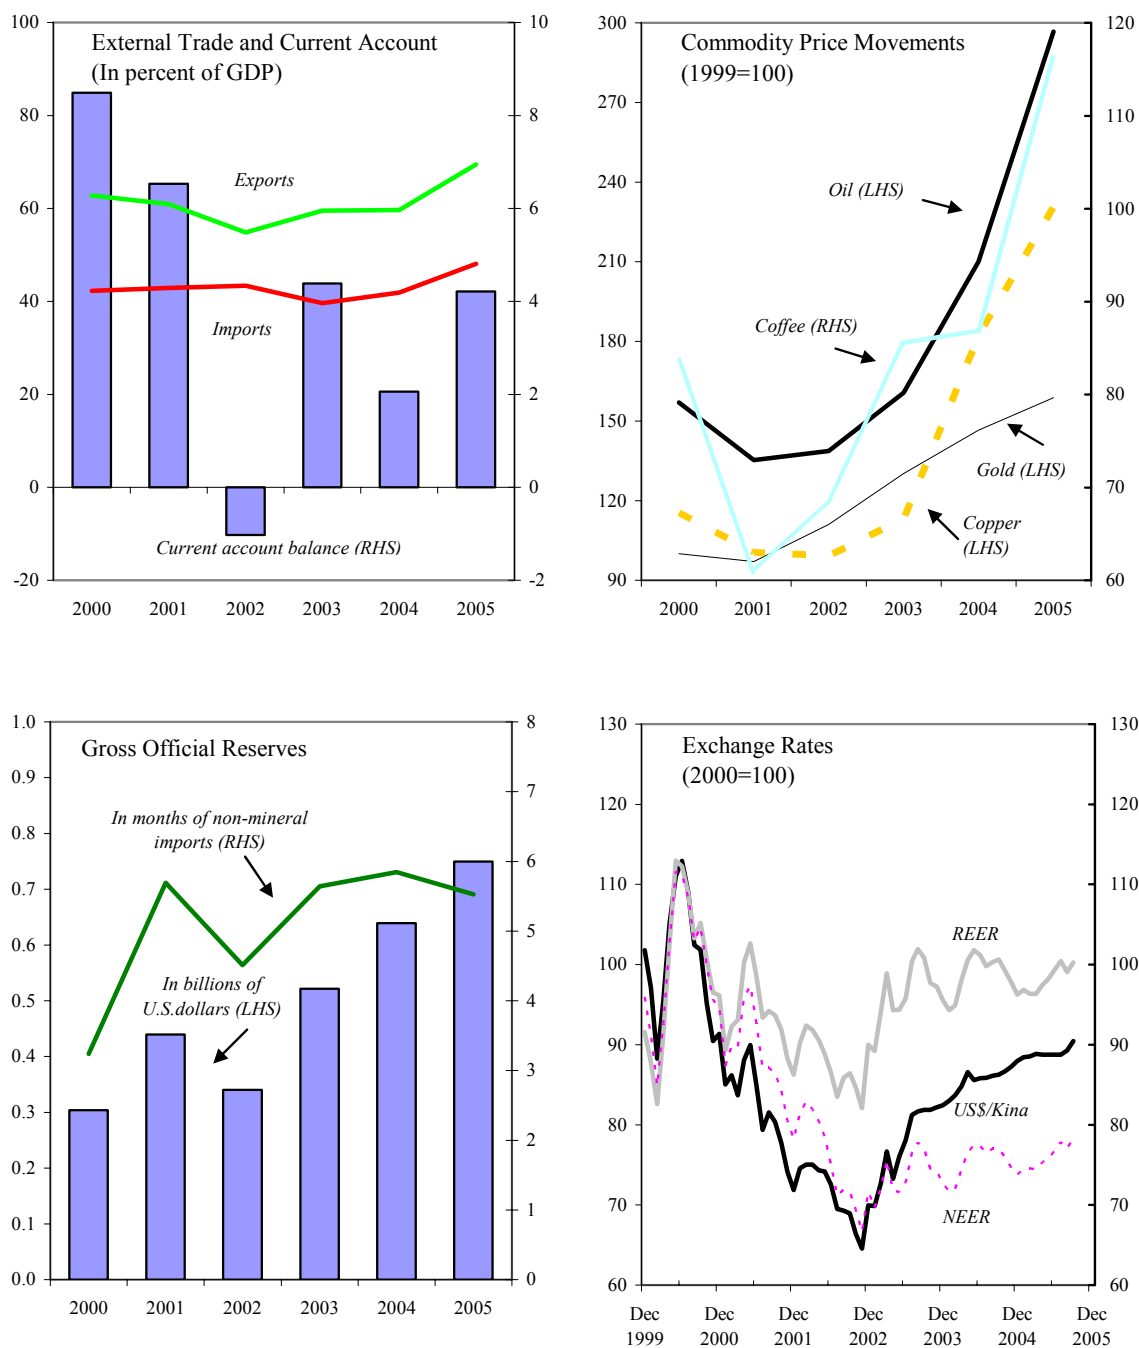 External Trade and Current Account
(In percent of GDP)
100
80
60
40
20
0
-20
10
8
6
4
2
0
-2
Exports
Imports
Current account balance (RHS)
2000 2001 2002 2003 2004 2005
Commodity Price Movements
(1999=100)
300
270
240
210
180
150
120
90
120
110
100
90
80
70
60
Oil (LHS)
Coffee (RHS)
Gold (LHS)
Copper
(LHS)
2000 2001 2002 2003 2004 2005
Gross Official Reserves
1.0
0.9
0.8
0.7
0.6
0.5
0.4
0.3
0.2
0.1
0.0
8
7
6
5
4
3
2
1
0
In months of non-mineral
imports (RHS)
In billions of
U.S.dollars (LHS)
2000 2001 2002 2003 2004 2005
Exchange Rates
(2000=100)
130
120
110
100
90
80
70
60
130
120
110
100
90
80
70
60
REER
US$/Kina
NEER
Dec Dec Dec Dec Dec Dec Dec
1999 2000 2001 2002 2003 2004 2005